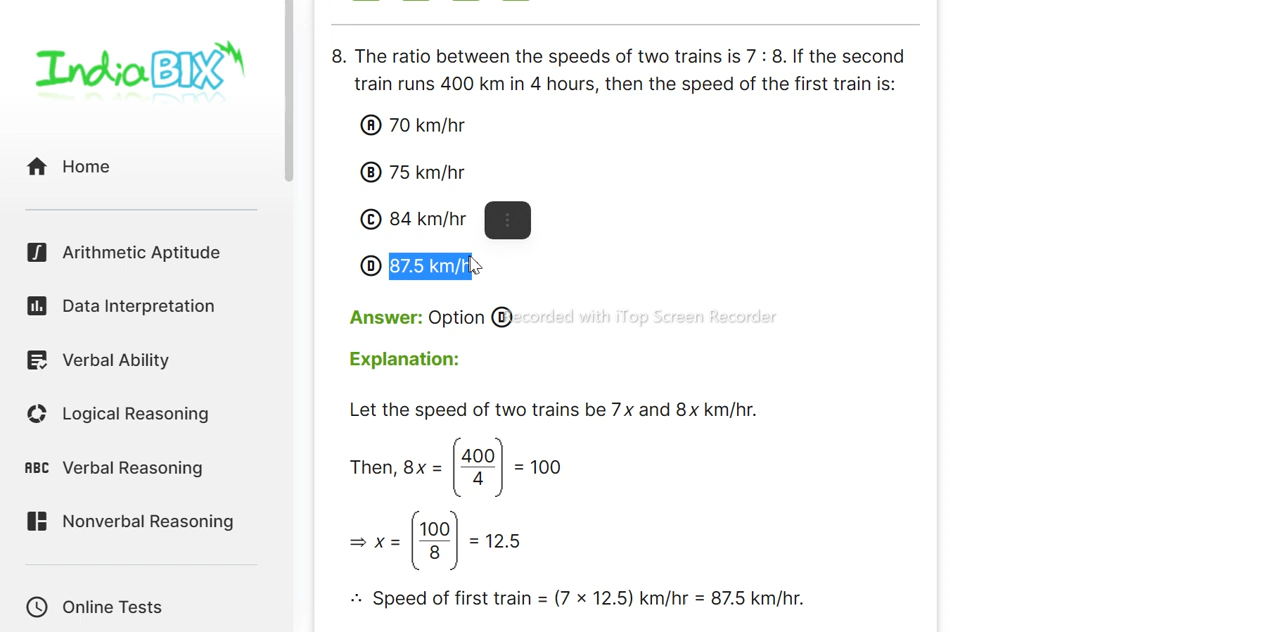 IndiaBIX
Home
Arithmetic Aptitude
Data Interpretation
Verbal Ability
Logical Reasoning
ABC Verbal Reasoning
Nonverbal Reasoning
Online Tests
8. The ratio between the speeds of two trains is 7 : 8. If the second
train runs 400 km in 4 hours, then the speed of the first train is:
A 70 km/hr
B 75 km/hr
C 84 km/hr
D 87.5 km/h
Answer: Option D
Recorded with iTop Screen Recorder
Explanation:
Let the speed of two trains be 7x and 8x km/hr.
Then, 8x = (400/4) = 100
⇒ x = (100/8) = 12.5
∴ Speed of first train = (7 × 12.5) km/hr = 87.5 km/hr.